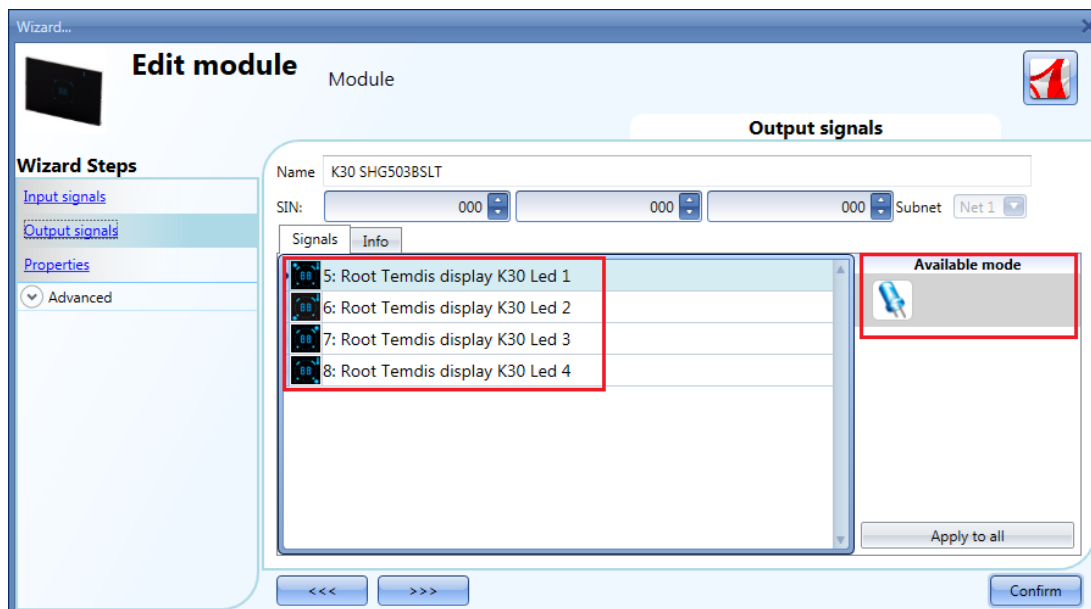 Wizard...
Edit module
Module
Output signals
Wizard Steps
Input signals
Output signals
Properties
Advanced
Name K30 SHG503BSLT
SIN: 000 000 000 Subnet Net 1
Signals Info
5: Root Temdis display K30 Led 1
6: Root Temdis display K30 Led 2
7: Root Temdis display K30 Led 3
8: Root Temdis display K30 Led 4
Available mode
Apply to all
<<< >>> Confirm